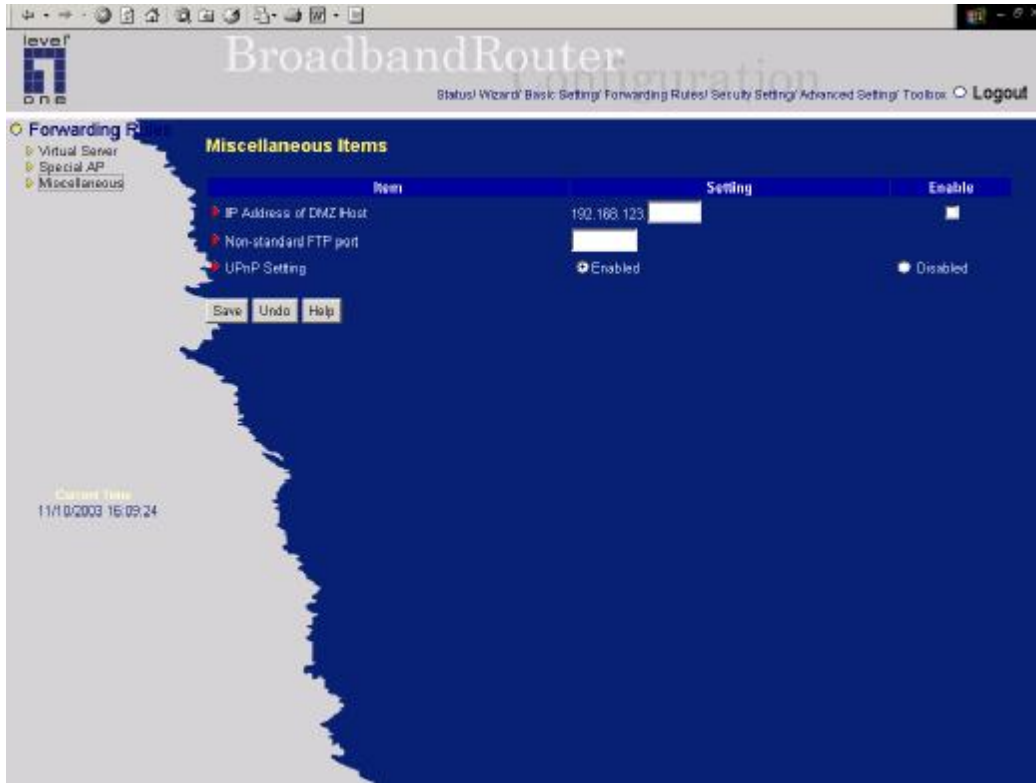 level
one
BroadbandRouter
Configuration
Status/ Wizard/ Basic Setting/ Forwarding Rules/ Security Setting/ Advanced Setting/ Toolbox Logout
Forwarding Rules
Virtual Server
Special AP
Miscellaneous
Miscellaneous Items
Item Setting Enable
IP Address of DMZ Host 192.168.123.
Non-standard FTP port
UPnP Setting Enabled Disabled
Save Undo Help
Current Time
11/10/2003 16:09:24